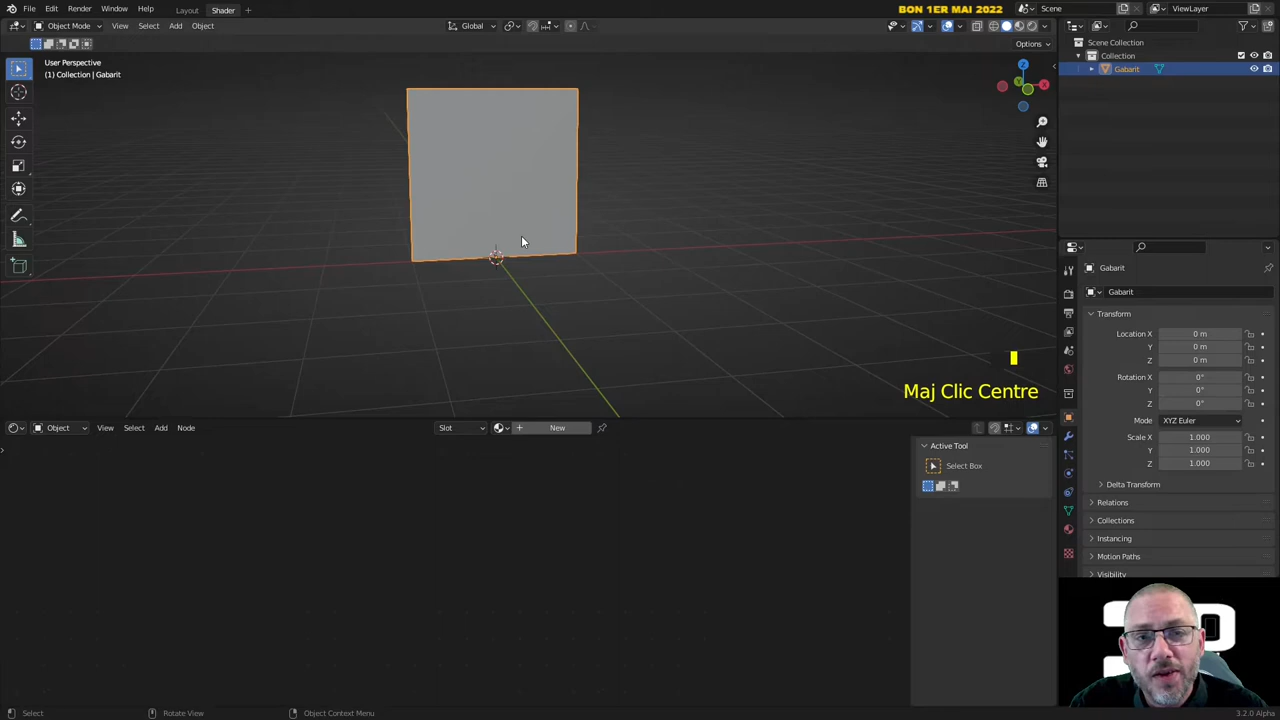 File Edit Render Window Help Layout Shader +
BON 1ER MAI 2022
Scene ViewLayer
Object Mode View Select Add Object Global
Options
User Perspective
(1) Collection | Gabarit
Z
Y
X
Scene Collection
Collection
Gabarit
Maj Clic Centre
Object View Select Add Node Slot New
Active Tool
Select Box
Gabarit
Gabarit
Transform
Location X 0 m
Y 0 m
Z 0 m
Rotation X 0°
Y 0°
Z 0°
Mode XYZ Euler
Scale X 1.000
Y 1.000
Z 1.000
Delta Transform
Relations
Collections
Instancing
Motion Paths
Visibility
Select Rotate View Object Context Menu
3.2.0 Alpha